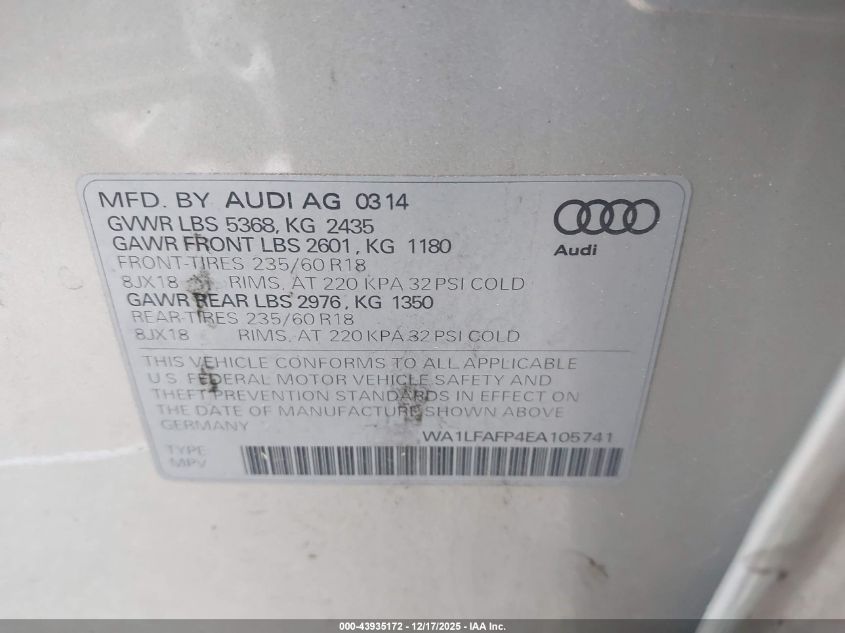 MFD. BY AUDI AG 0314
GVWR LBS 5368, KG 2435
GAWR FRONT LBS 2601, KG 1180
FRONT-TIRES 235/60 R18
8JX18 RIMS, AT 220 KPA 32 PSI COLD
GAWR REAR LBS 2976, KG 1350
REAR-TIRES 235/60 R18
8JX18 RIMS, AT 220 KPA 32 PSI COLD
Audi
THIS VEHICLE CONFORMS TO ALL APPLICABLE
U.S. FEDERAL MOTOR VEHICLE SAFETY AND
THEFT PREVENTION STANDARDS IN EFFECT ON
THE DATE OF MANUFACTURE SHOWN ABOVE
GERMANY
WA1LFAFP4EA105741
TYPE
MPV
000-43935172 - 12/17/2025 - IAA Inc.